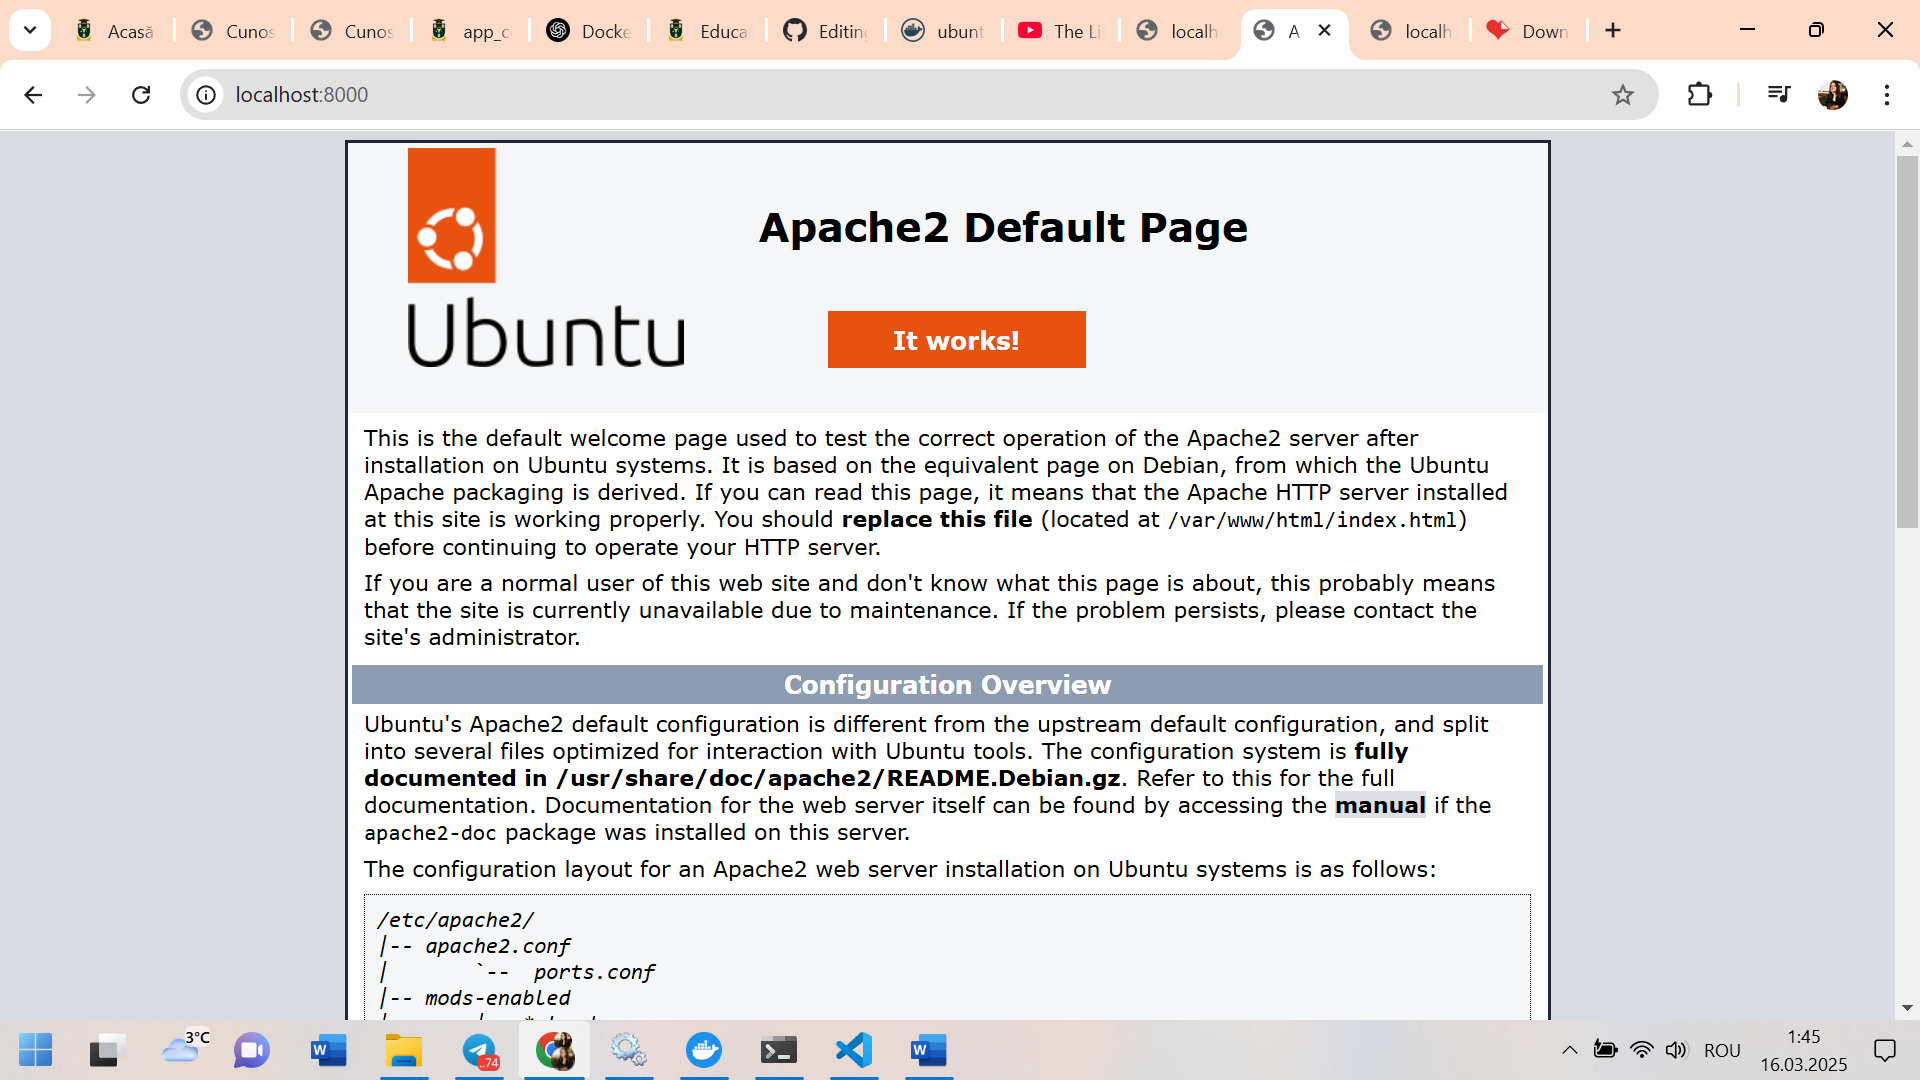 Acasă
Cunos
Cunos
app_c
Docke
Educa
Editing
ubunt
The Li
localh
A
localh
Down
localhost:8000
Ubuntu
Apache2 Default Page
It works!
This is the default welcome page used to test the correct operation of the Apache2 server after
installation on Ubuntu systems. It is based on the equivalent page on Debian, from which the Ubuntu
Apache packaging is derived. If you can read this page, it means that the Apache HTTP server installed
at this site is working properly. You should replace this file (located at /var/www/html/index.html)
before continuing to operate your HTTP server.
If you are a normal user of this web site and don't know what this page is about, this probably means
that the site is currently unavailable due to maintenance. If the problem persists, please contact the
site's administrator.
Configuration Overview
Ubuntu's Apache2 default configuration is different from the upstream default configuration, and split
into several files optimized for interaction with Ubuntu tools. The configuration system is fully
documented in /usr/share/doc/apache2/README.Debian.gz. Refer to this for the full
documentation. Documentation for the web server itself can be found by accessing the manual if the
apache2-doc package was installed on this server.
The configuration layout for an Apache2 web server installation on Ubuntu systems is as follows:
/etc/apache2/
|-- apache2.conf
|       `--  ports.conf
|-- mods-enabled
3°C
..74
ROU
1:45
16.03.2025